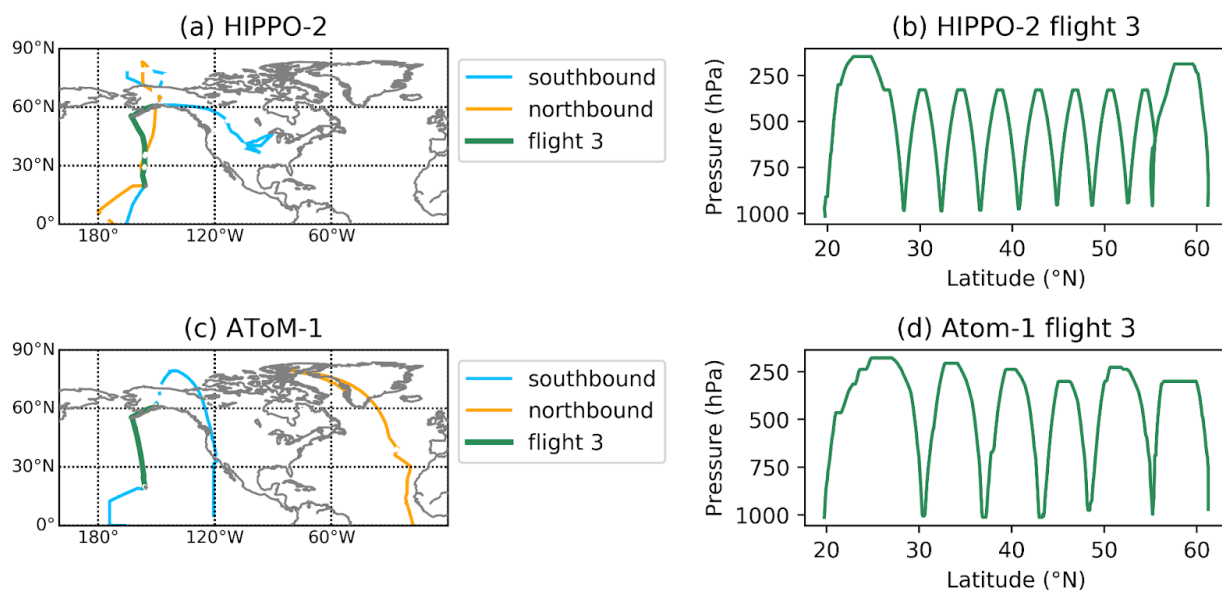 (a) HIPPO-2
90°N
60°N
30°N
0°
180°
120°W
60°W
southbound
northbound
flight 3
(b) HIPPO-2 flight 3
Pressure (hPa)
250
500
750
1000
20
30
40
50
60
Latitude (°N)
(c) AToM-1
90°N
60°N
30°N
0°
180°
120°W
60°W
southbound
northbound
flight 3
(d) Atom-1 flight 3
Pressure (hPa)
250
500
750
1000
20
30
40
50
60
Latitude (°N)